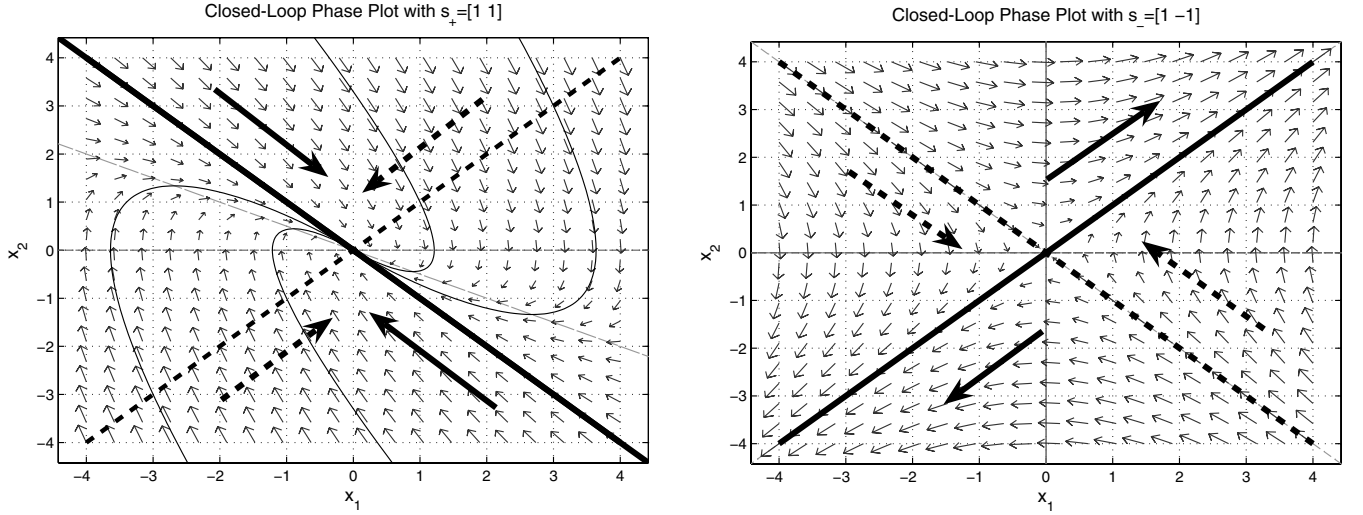 Closed-Loop Phase Plot with s₊=[1 1]
4
3
2
1
0
−1
−2
−3
−4
x₂
−4 −3 −2 −1 0 1 2 3 4
x₁
Closed-Loop Phase Plot with s₋=[1 −1]
4
3
2
1
0
−1
−2
−3
−4
x₂
−4 −3 −2 −1 0 1 2 3 4
x₁